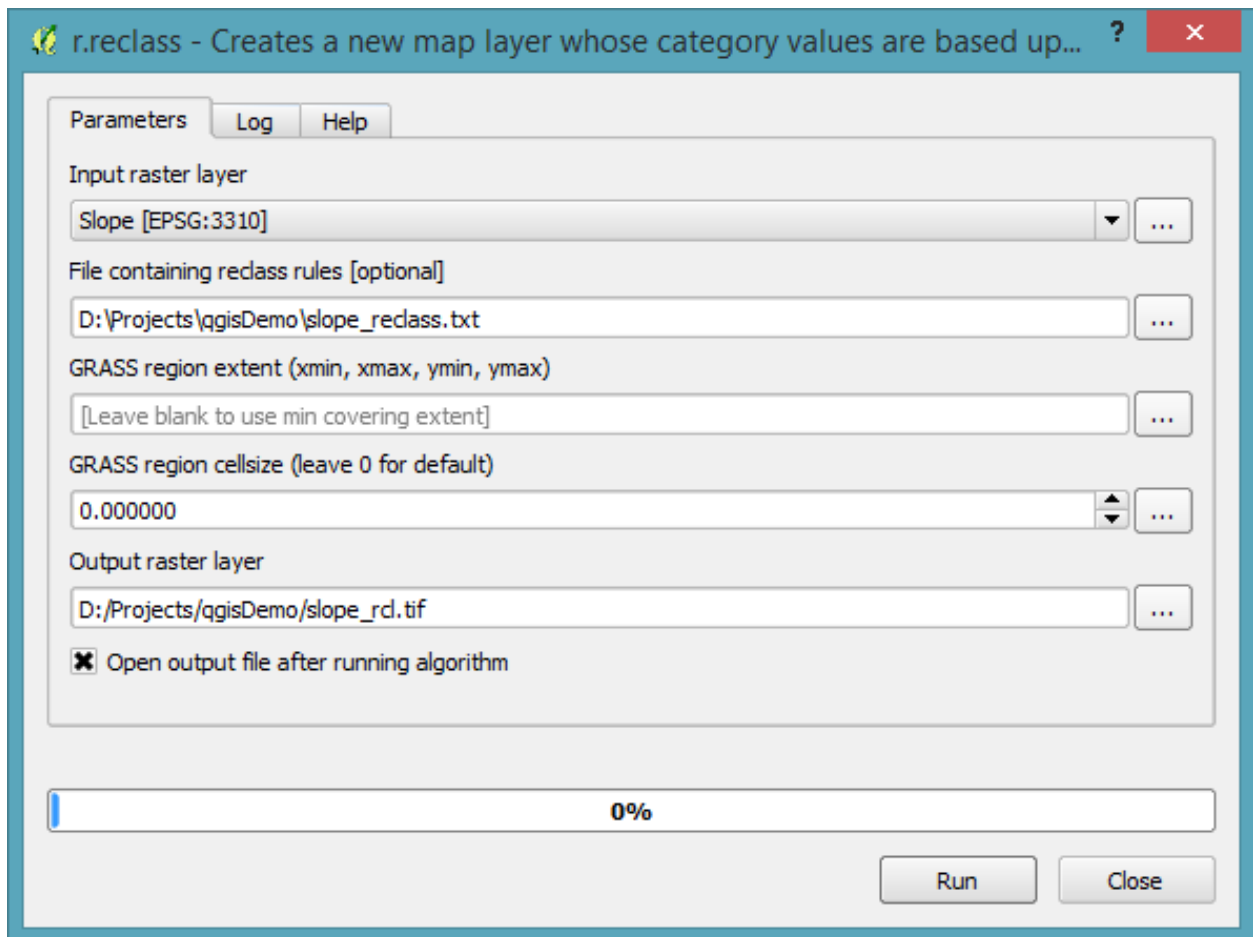 r.reclass - Creates a new map layer whose category values are based up... ? ×
Parameters Log Help
Input raster layer
Slope [EPSG:3310] ...
File containing reclass rules [optional]
D:\Projects\qgisDemo\slope_reclass.txt ...
GRASS region extent (xmin, xmax, ymin, ymax)
[Leave blank to use min covering extent] ...
GRASS region cellsize (leave 0 for default)
0.000000 ...
Output raster layer
D:/Projects/qgisDemo/slope_rcl.tif ...
Open output file after running algorithm
0%
Run Close